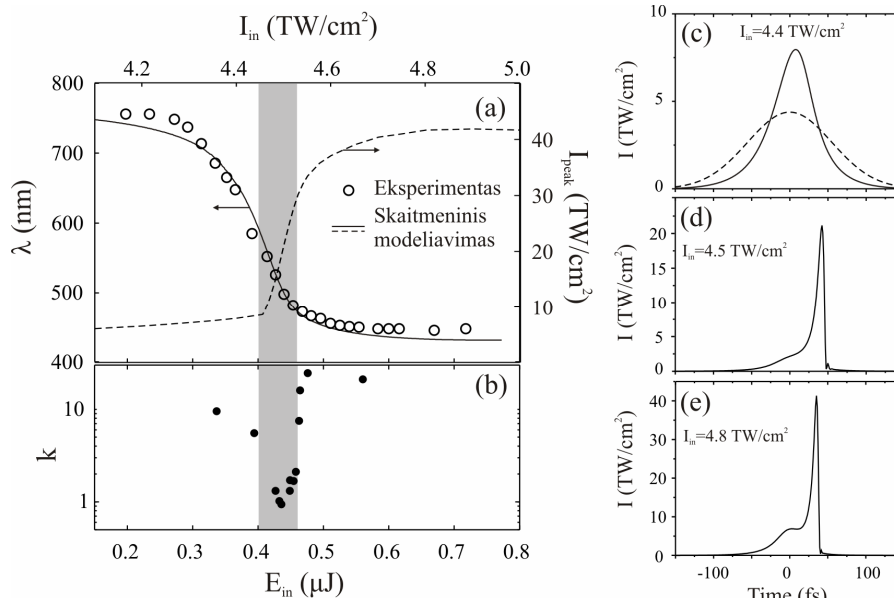 I_in (TW/cm²)
4.2 4.4 4.6 4.8 5.0
800
700
600
500
400
λ (nm)
(a)
40
30
20
10
I_peak (TW/cm²)
Eksperimentas
Skaitmeninis
modeliavimas
(b)
10
1
k
0.2 0.3 0.4 0.5 0.6 0.7 0.8
E_in (μJ)
(c)
I_in=4.4 TW/cm²
10
5
0
I (TW/cm²)
(d)
I_in=4.5 TW/cm²
20
15
10
5
0
I (TW/cm²)
(e)
I_in=4.8 TW/cm²
40
30
20
10
0
I (TW/cm²)
-100 0 100
Time (fs)